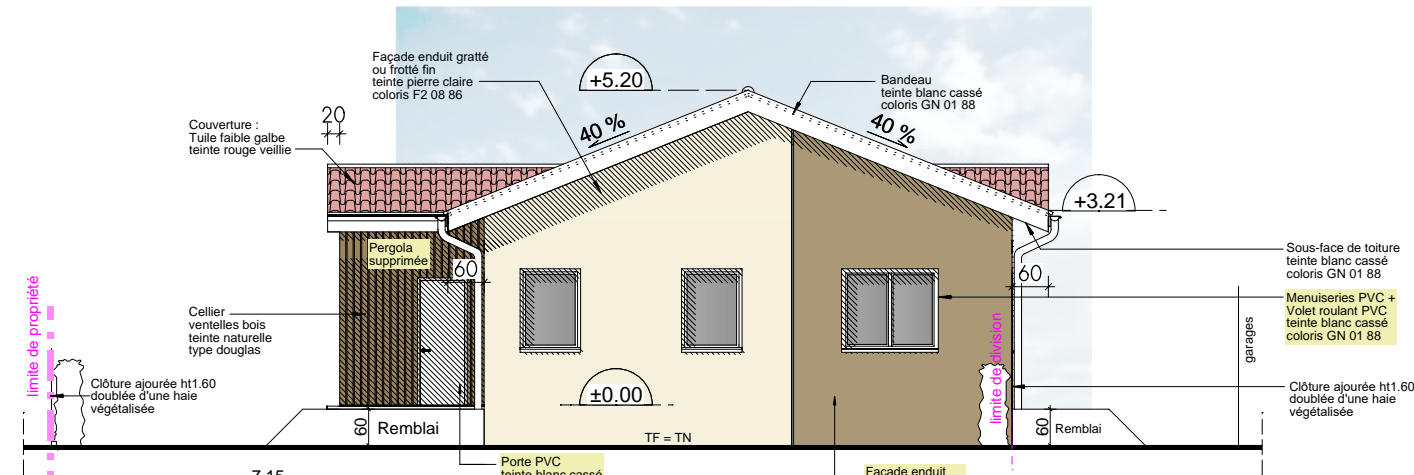 Façade enduit gratté
ou frotté fin
teinte pierre claire
coloris F2 08 86
+5.20
Bandeau
teinte blanc cassé
coloris GN 01 88
20
Couverture :
Tuile faible galbe
teinte rouge veillie
40 %
40 %
+3.21
Pergola
supprimée
60
Sous-face de toiture
teinte blanc cassé
coloris GN 01 88
60
limite de propriété
Cellier
ventelles bois
teinte naturelle
type douglas
Menuiseries PVC +
Volet roulant PVC
teinte blanc cassé
coloris GN 01 88
limite de division
garages
Clôture ajourée ht1.60
doublée d'une haie
végétalisée
±0.00
Clôture ajourée ht1.60
doublée d'une haie
végétalisée
60
Remblai
TF = TN
60
Remblai
7.15
Porte PVC
teinte blanc cassé
Façade enduit